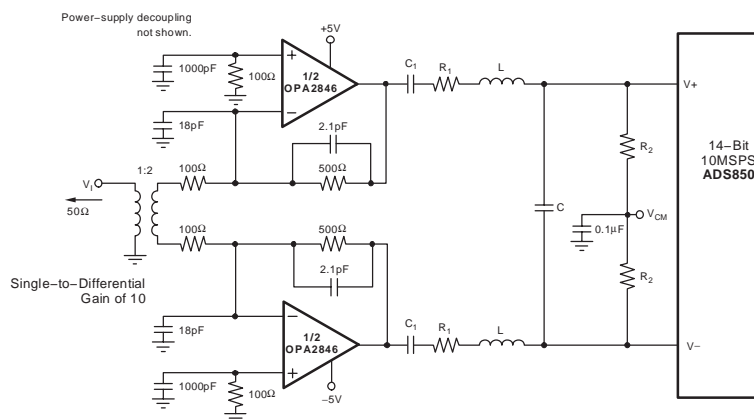 Power−supply decoupling
not shown.
+5V
1000pF
100Ω
1/2
OPA2846
C1
R1
L
V+
18pF
2.1pF
14−Bit
10MSPS
ADS850
R2
1:2
100Ω
500Ω
VI
50Ω
C
VCM
0.1µF
100Ω
500Ω
R2
2.1pF
Single−to−Differential
Gain of 10
18pF
1/2
OPA2846
C1
R1
L
V−
1000pF
100Ω
−5V